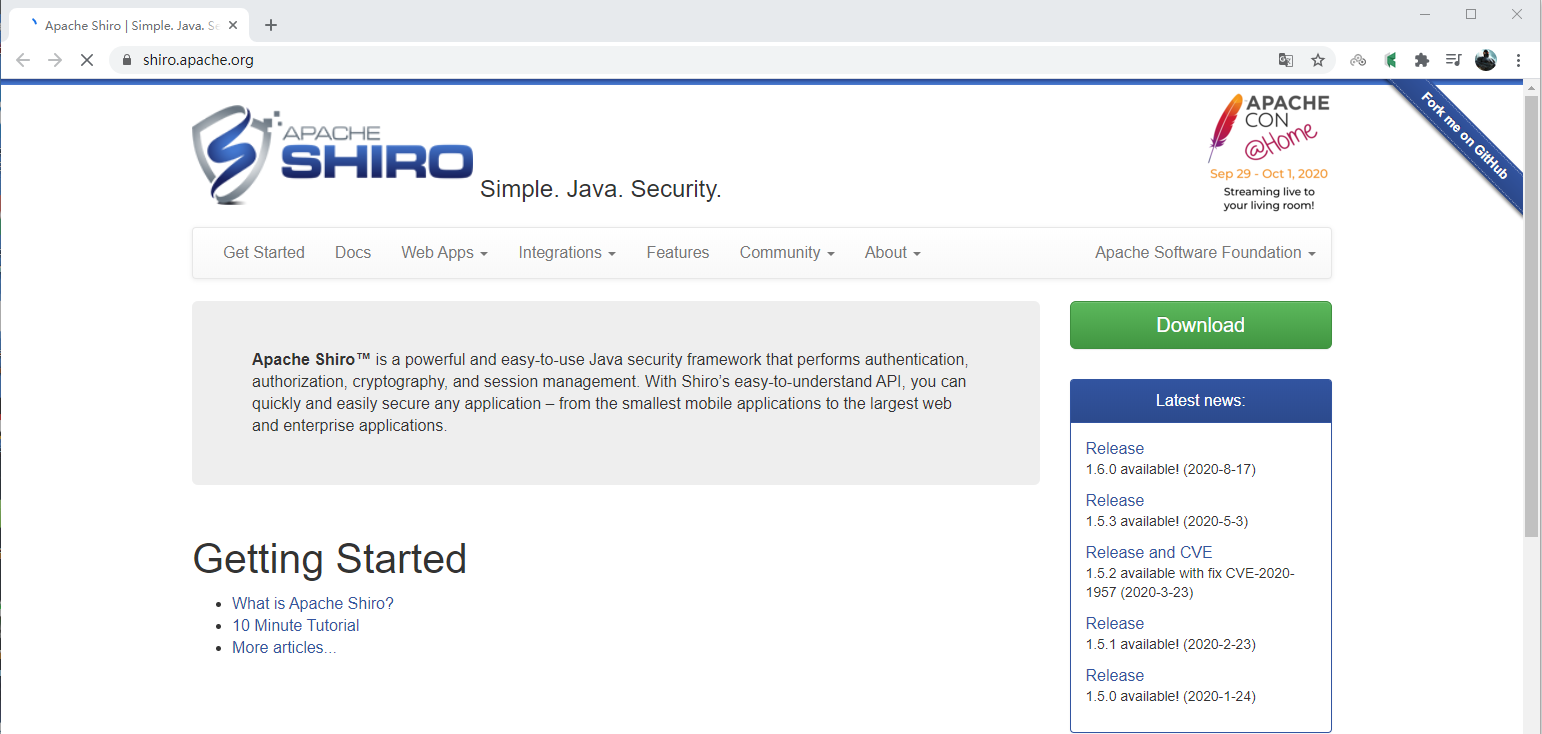 Apache Shiro | Simple. Java. Se
shiro.apache.org
APACHE
SHIRO
Simple. Java. Security.
APACHE
CON
@Home
Sep 29 - Oct 1, 2020
Streaming live to
your living room!
Fork me on GitHub
Get Started Docs Web Apps Integrations Features Community About Apache Software Foundation
Apache Shiro™ is a powerful and easy-to-use Java security framework that performs authentication,
authorization, cryptography, and session management. With Shiro’s easy-to-understand API, you can
quickly and easily secure any application – from the smallest mobile applications to the largest web
and enterprise applications.
Getting Started
What is Apache Shiro?
10 Minute Tutorial
More articles...
Download
Latest news:
Release
1.6.0 available! (2020-8-17)
Release
1.5.3 available! (2020-5-3)
Release and CVE
1.5.2 available with fix CVE-2020-
1957 (2020-3-23)
Release
1.5.1 available! (2020-2-23)
Release
1.5.0 available! (2020-1-24)